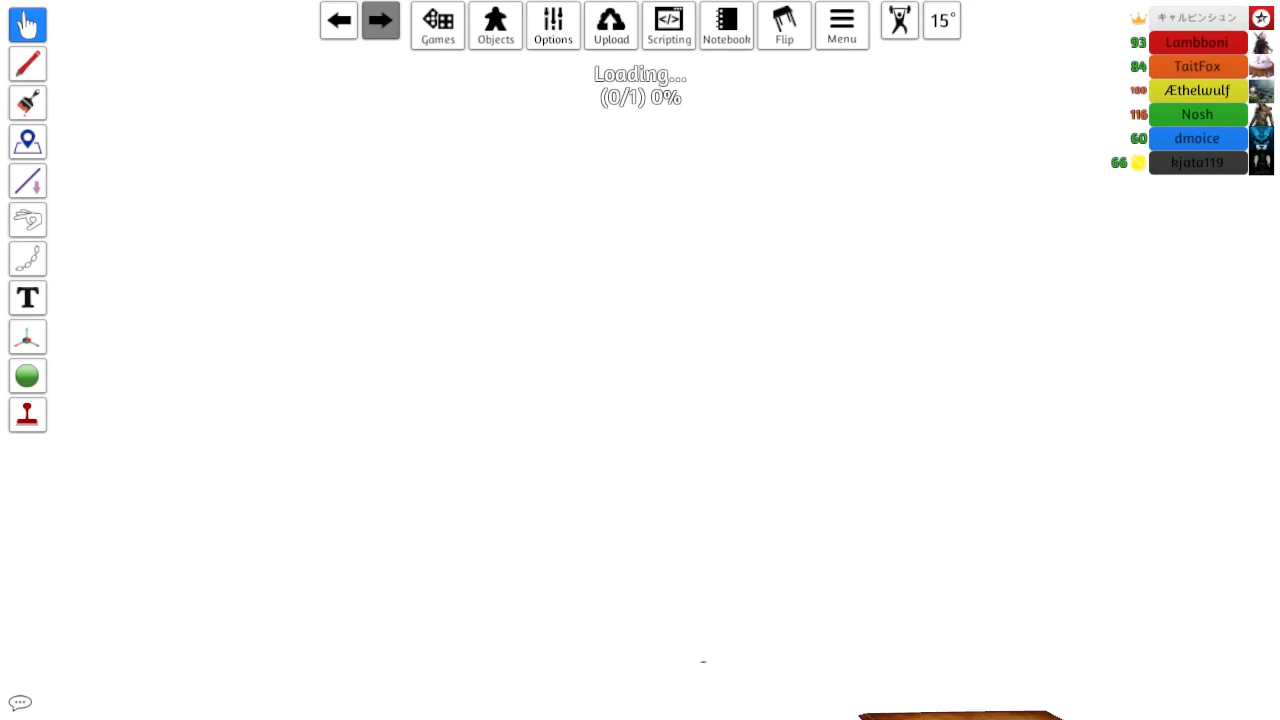 Games
Objects
Options
Upload
Scripting
Notebook
Flip
Menu
15°
Loading...
(0/1) 0%
キャルビンシュン
93 Lambboni
84 TaitFox
100 Æthelwulf
116 Nosh
60 dmoice
66 kjata119
T